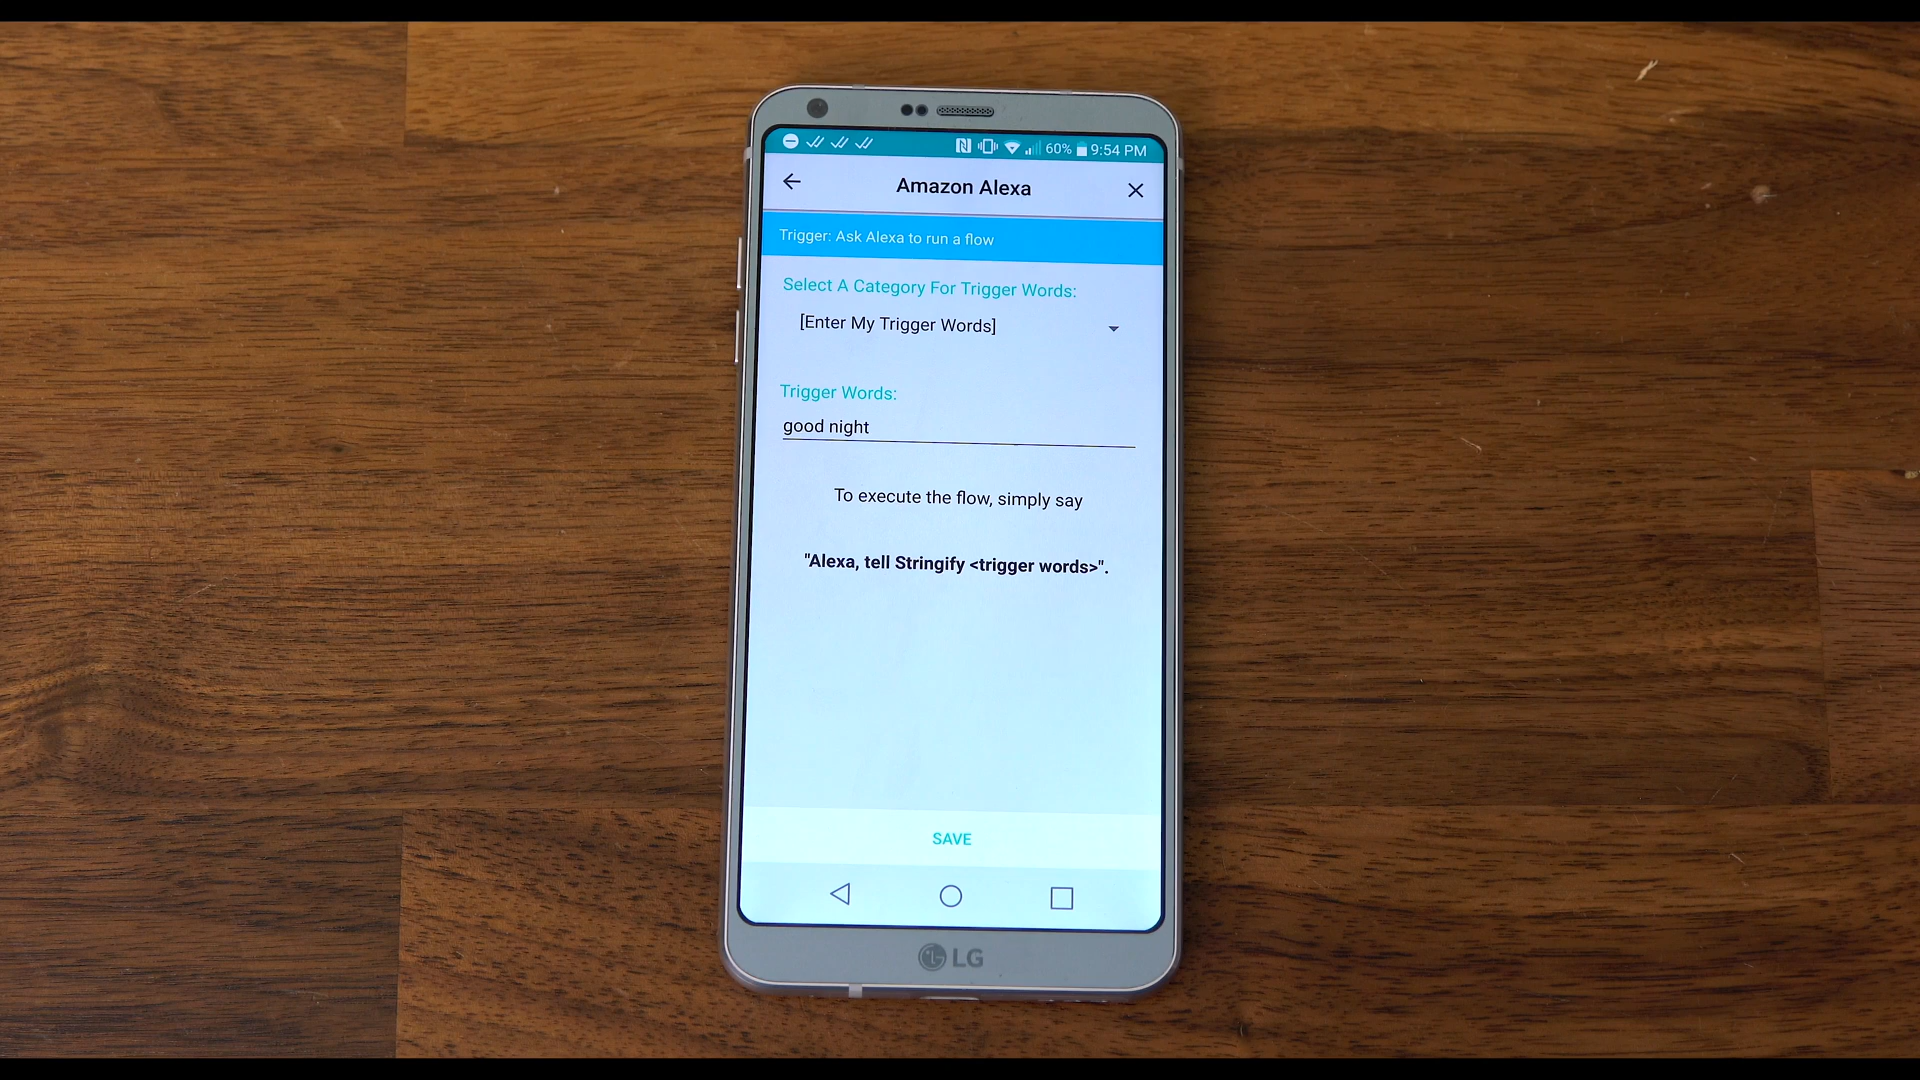 60% 9:54 PM
Amazon Alexa
Trigger: Ask Alexa to run a flow
Select A Category For Trigger Words:
[Enter My Trigger Words]
Trigger Words:
good night
To execute the flow, simply say
"Alexa, tell Stringify <trigger words>".
SAVE
LG